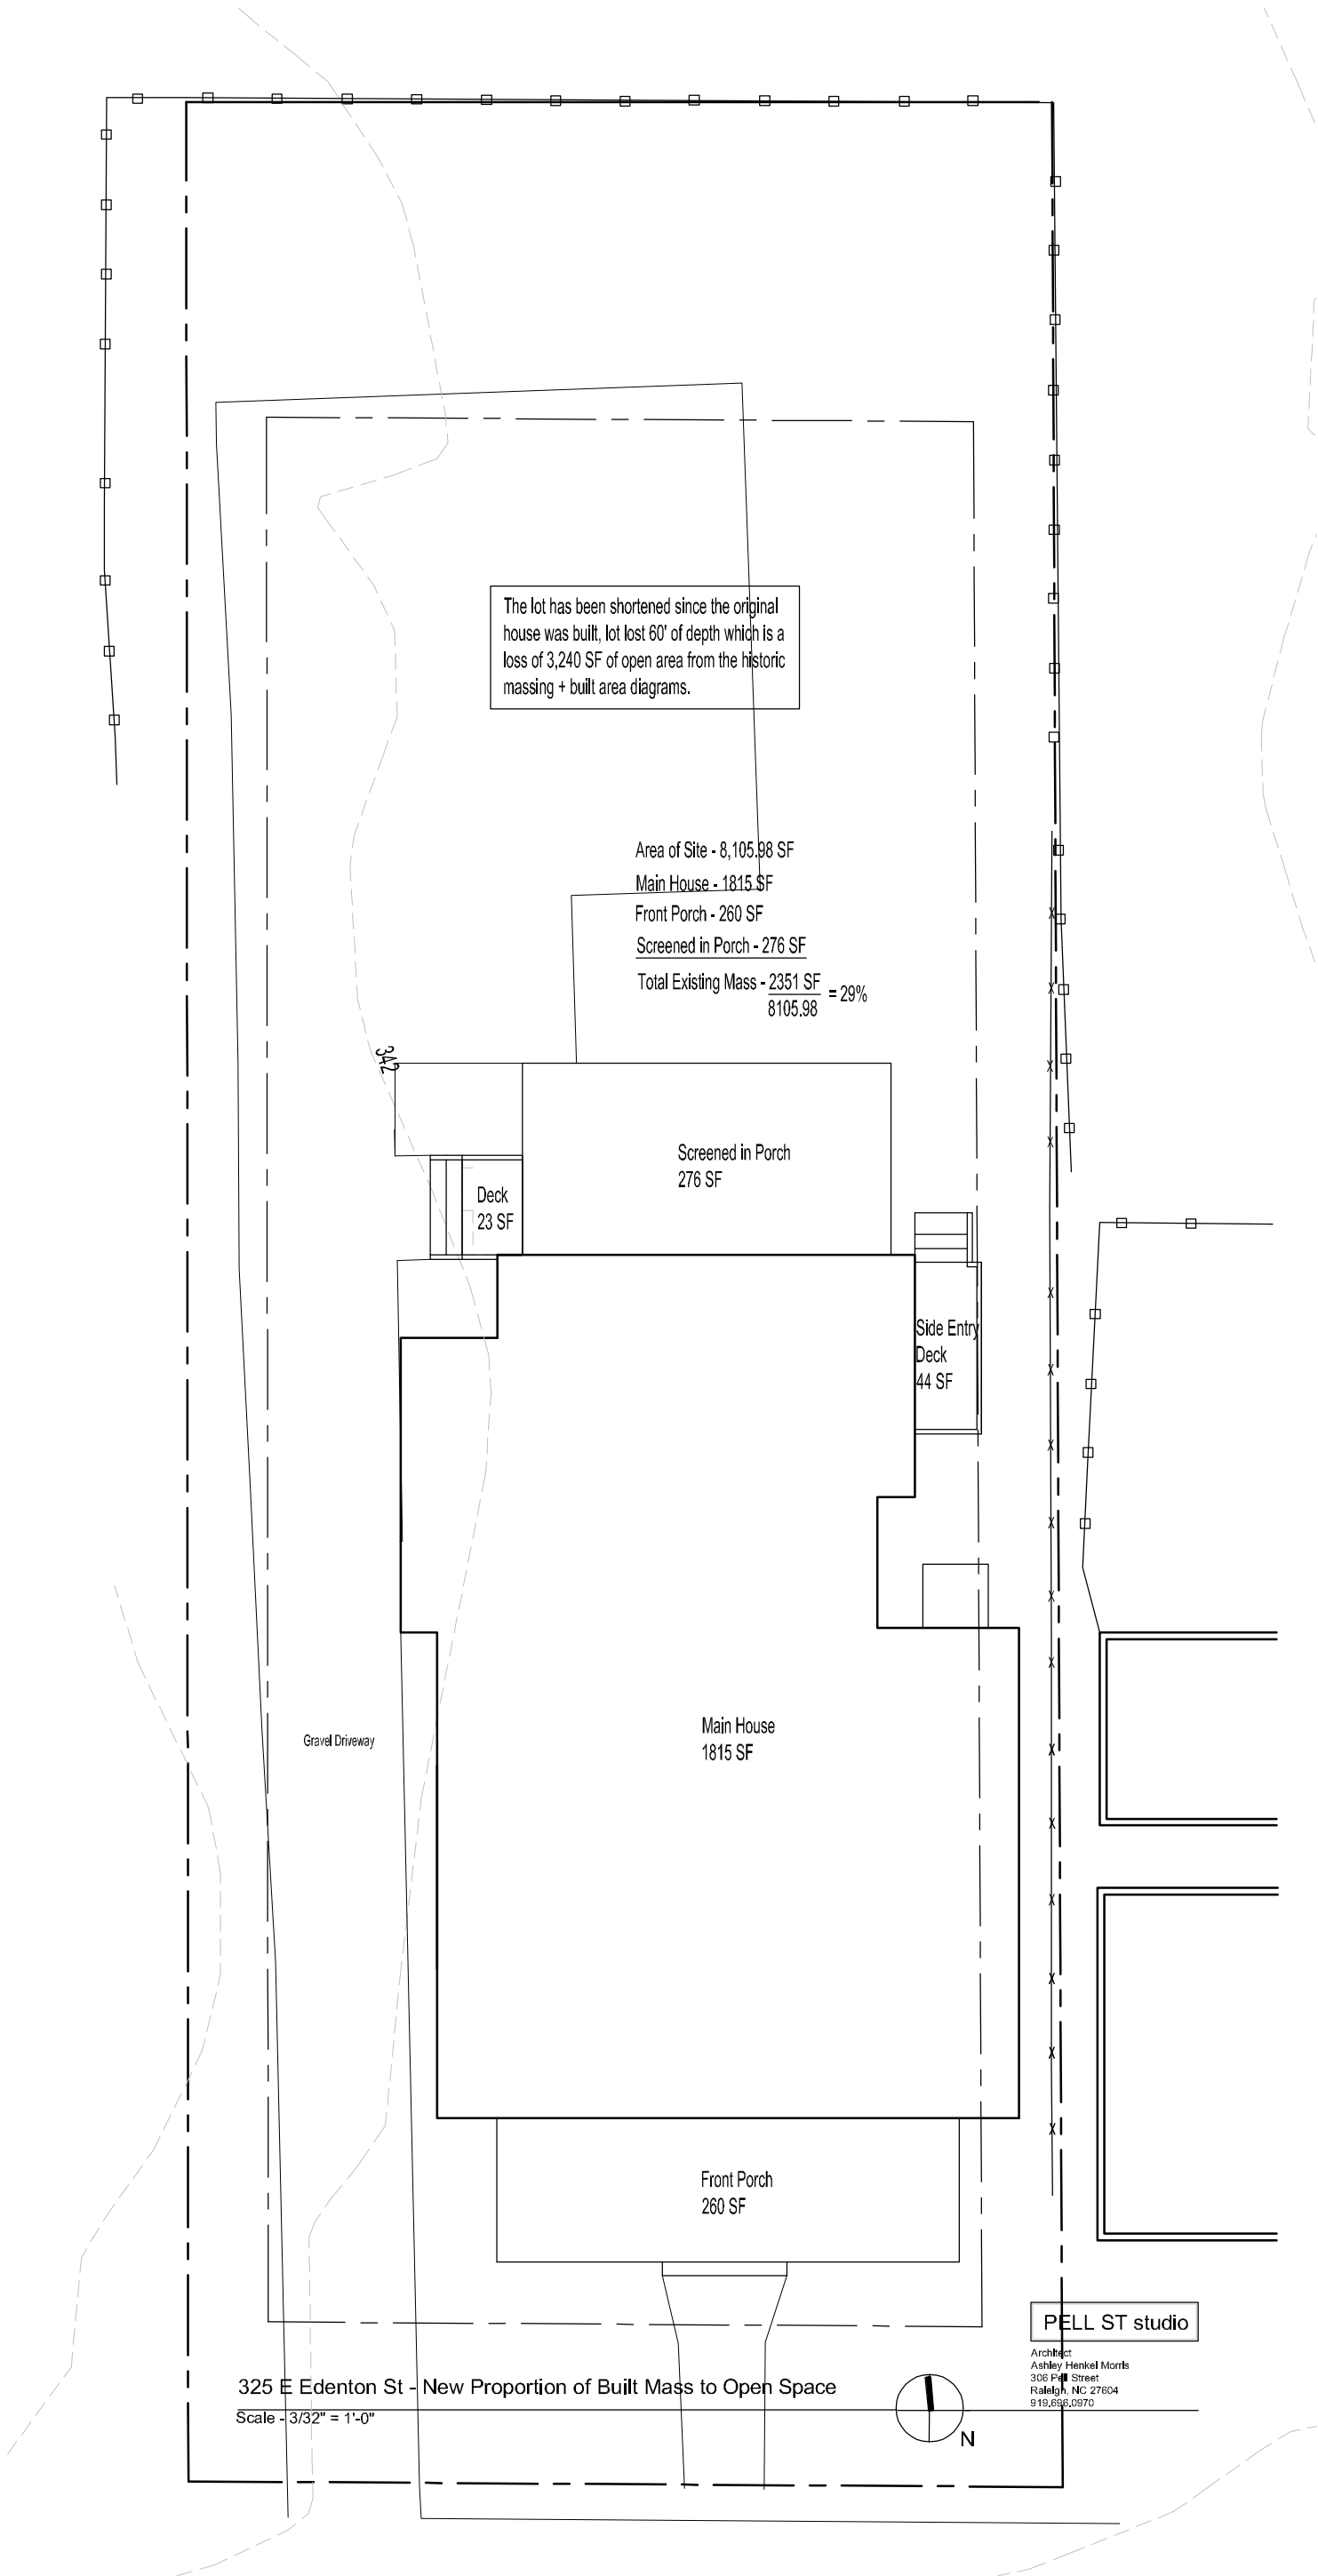 The lot has been shortened since the original
house was built, lot lost 60' of depth which is a
loss of 3,240 SF of open area from the historic
massing + built area diagrams.
Area of Site - 8,105.98 SF
Main House - 1815 SF
Front Porch - 260 SF
Screened in Porch - 276 SF
Total Existing Mass - 2351 SF
8105.98
= 29%
342
Screened in Porch
276 SF
Deck
23 SF
Side Entry
Deck
44 SF
Main House
1815 SF
Gravel Driveway
Front Porch
260 SF
PELL ST studio
Architect
Ashley Henkel Morris
306 Pell Street
Raleigh, NC 27604
919.696.0970
325 E Edenton St - New Proportion of Built Mass to Open Space
Scale - 3/32" = 1'-0"
N